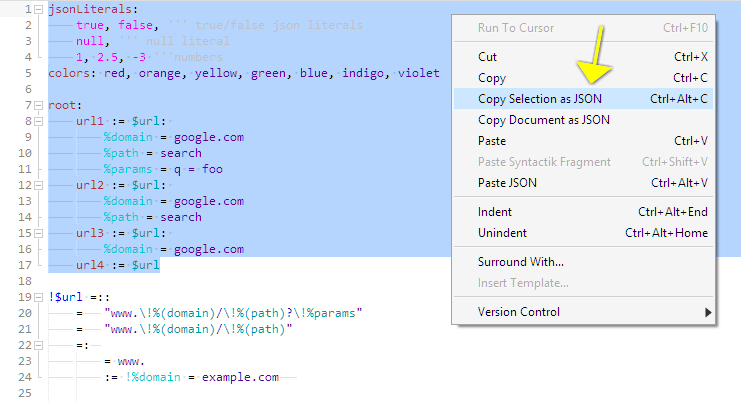 1 jsonLiterals:
2 true, false, ``` true/false json literals
3 null, ``` null literal
4 1, 2.5, -3 ```numbers
5 colors: red, orange, yellow, green, blue, indigo, violet
6
7 root:
8 url1 := $url:
9 %domain = google.com
10 %path = search
11 %params = q = foo
12 url2 := $url:
13 %domain = google.com
14 %path = search
15 url3 := $url:
16 %domain = google.com
17 url4 := $url
18
19 !$url =::
20 = "www.\!%(domain)/\!%(path)?\!%params"
21 = "www.\!%(domain)/\!%(path)"
22 =:
23 = www.
24 := !%domain = example.com
25
Run To Cursor Ctrl+F10
Cut Ctrl+X
Copy Ctrl+C
Copy Selection as JSON Ctrl+Alt+C
Copy Document as JSON
Paste Ctrl+V
Paste Syntactik Fragment Ctrl+Shift+V
Paste JSON Ctrl+Alt+V
Indent Ctrl+Alt+End
Unindent Ctrl+Alt+Home
Surround With...
Insert Template...
Version Control